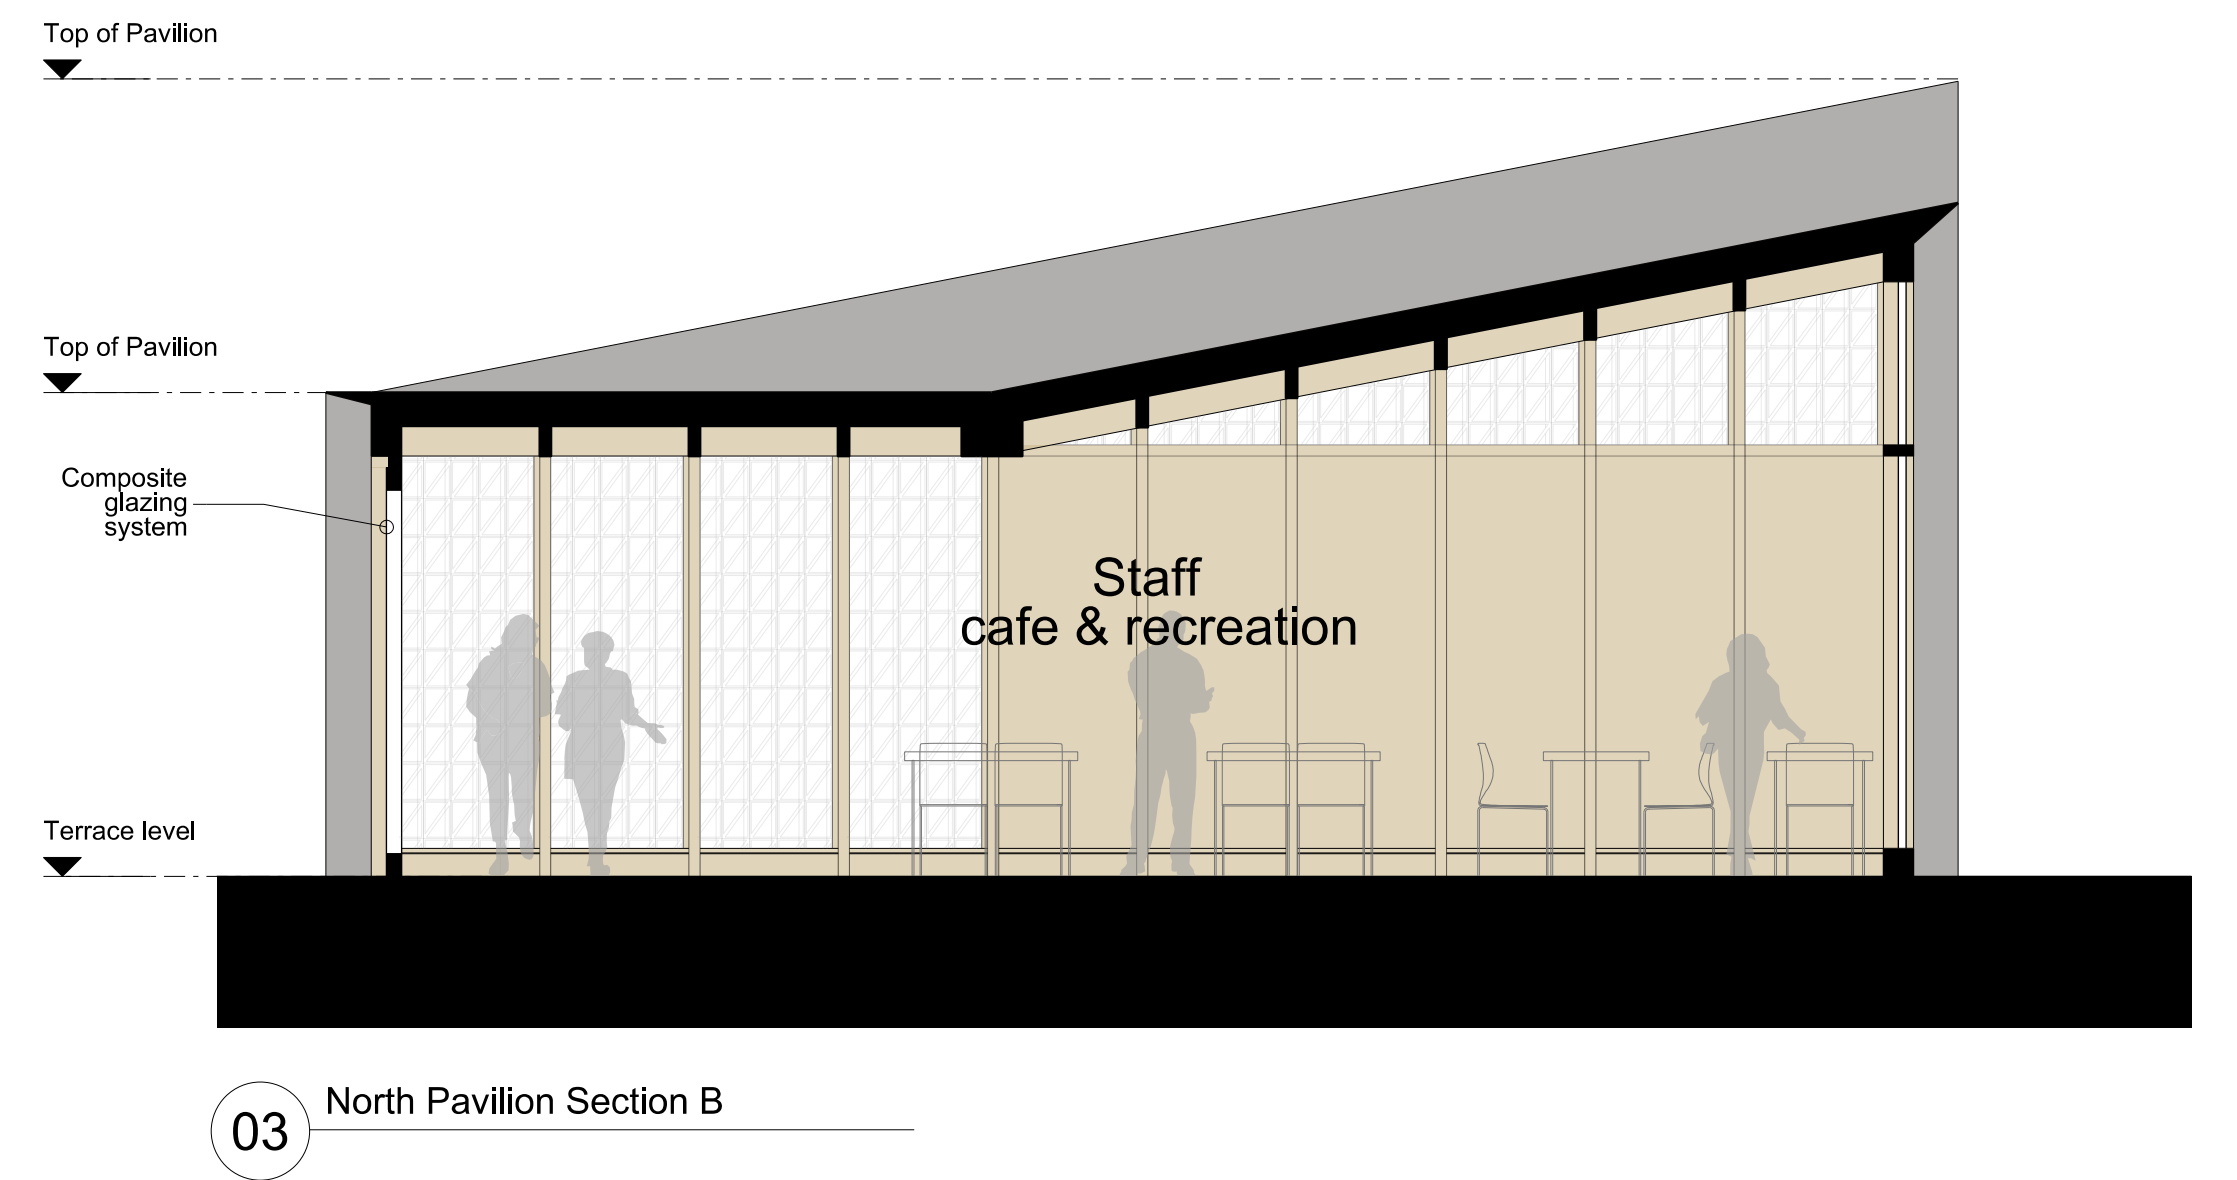 Top of Pavilion
Top of Pavilion
Composite
glazing
system
Staff
cafe & recreation
Terrace level
03
North Pavilion Section B